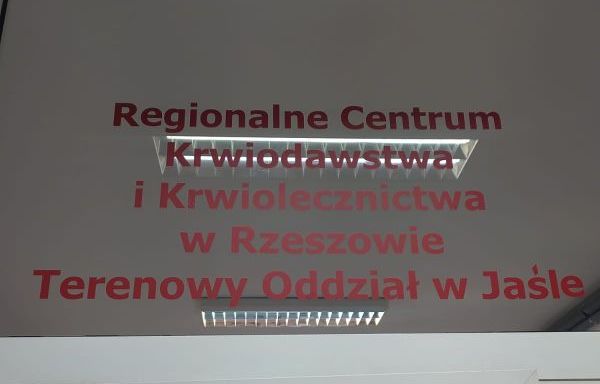 Regionalne Centrum
Krwiodawstwa
i Krwiolecznictwa
w Rzeszowie
Terenowy Oddział w Jaśle